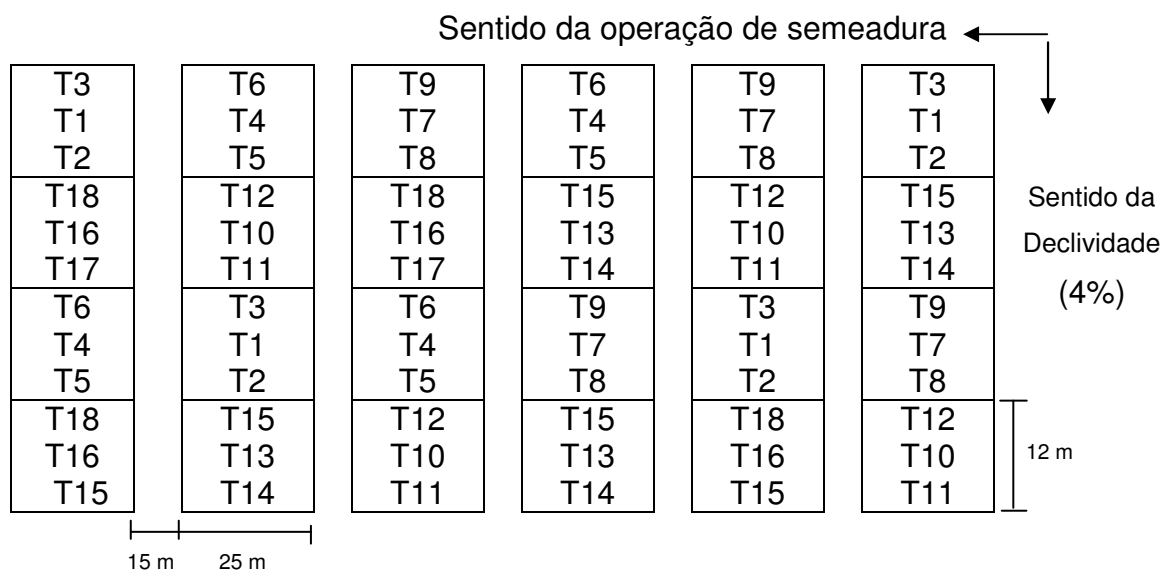 Sentido da operação de semeadura
T3 T6 T9 T6 T9 T3
T1 T4 T7 T4 T7 T1
T2 T5 T8 T5 T8 T2
T18 T12 T18 T15 T12 T15 Sentido da
T16 T10 T16 T13 T10 T13 Declividade
T17 T11 T17 T14 T11 T14 (4%)
T6 T3 T6 T9 T3 T9
T4 T1 T4 T7 T1 T7
T5 T2 T5 T8 T2 T8
T18 T15 T12 T15 T18 T12
T16 T13 T10 T13 T16 T10 12 m
T15 T14 T11 T14 T15 T11
15 m 25 m